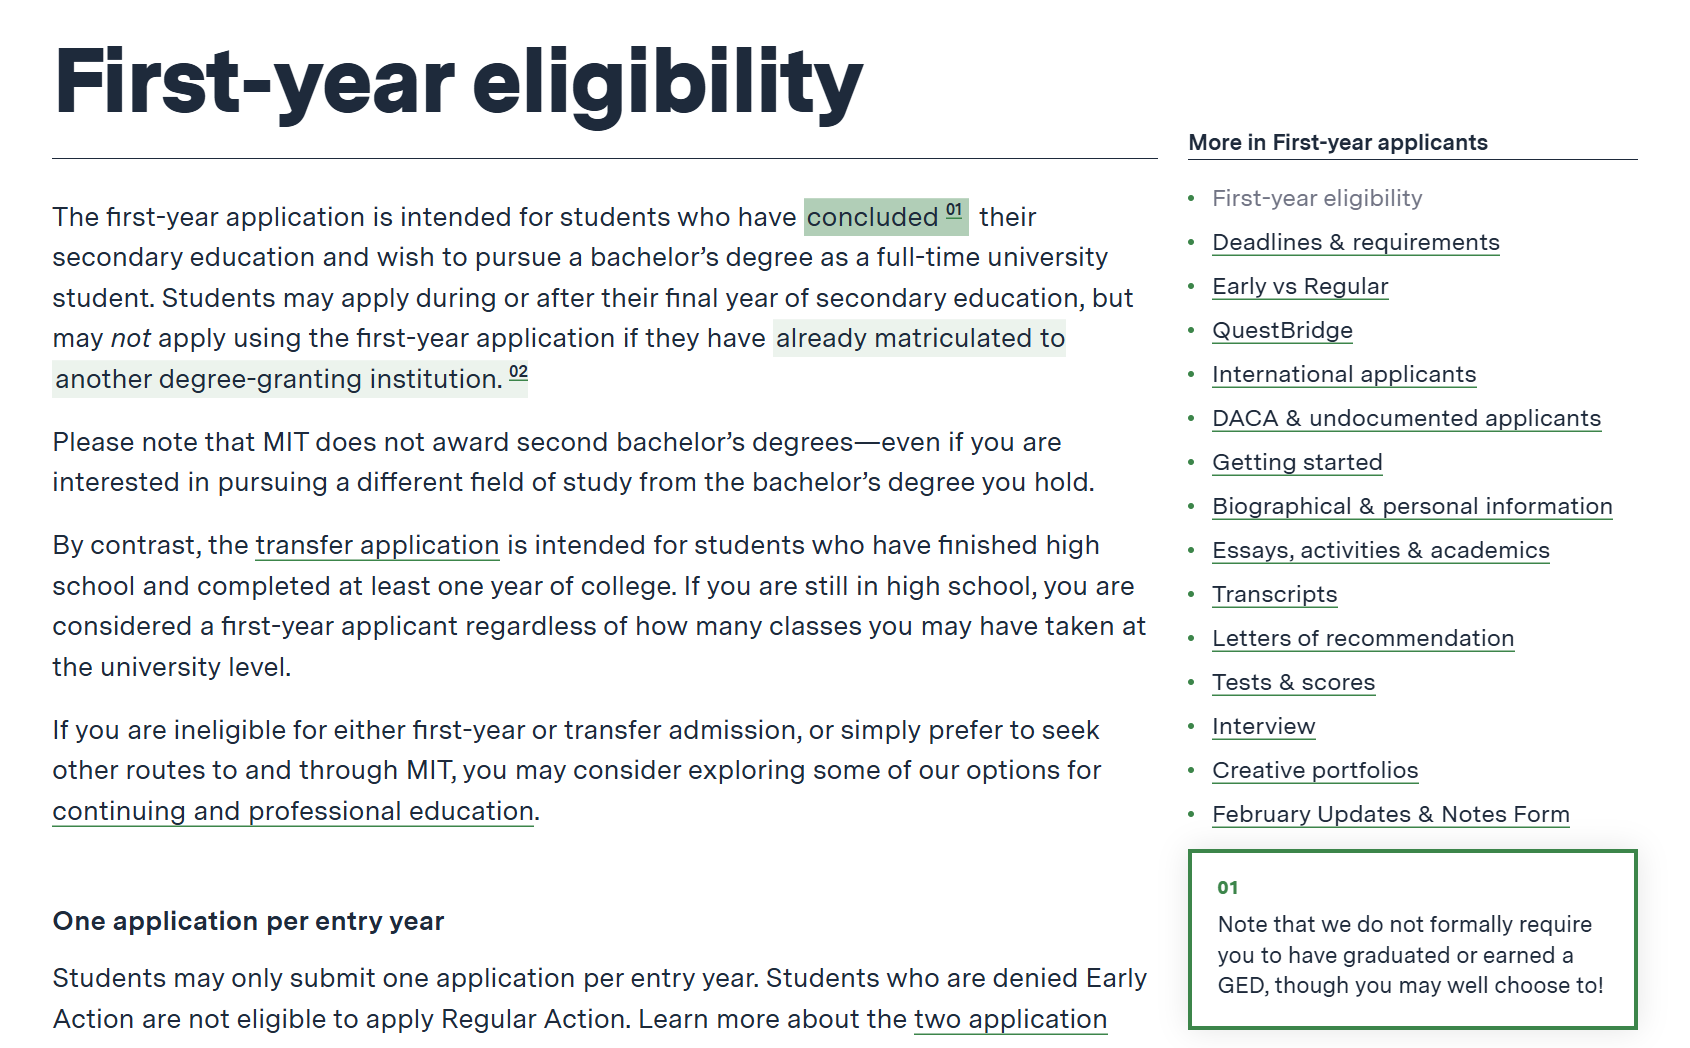 First-year eligibility
The first-year application is intended for students who have concluded 01 their
secondary education and wish to pursue a bachelor’s degree as a full-time university
student. Students may apply during or after their final year of secondary education, but
may not apply using the first-year application if they have already matriculated to
another degree-granting institution. 02
Please note that MIT does not award second bachelor’s degrees—even if you are
interested in pursuing a different field of study from the bachelor’s degree you hold.
By contrast, the transfer application is intended for students who have finished high
school and completed at least one year of college. If you are still in high school, you are
considered a first-year applicant regardless of how many classes you may have taken at
the university level.
If you are ineligible for either first-year or transfer admission, or simply prefer to seek
other routes to and through MIT, you may consider exploring some of our options for
continuing and professional education.
One application per entry year
Students may only submit one application per entry year. Students who are denied Early
Action are not eligible to apply Regular Action. Learn more about the two application
More in First-year applicants
First-year eligibility
Deadlines & requirements
Early vs Regular
QuestBridge
International applicants
DACA & undocumented applicants
Getting started
Biographical & personal information
Essays, activities & academics
Transcripts
Letters of recommendation
Tests & scores
Interview
Creative portfolios
February Updates & Notes Form
01
Note that we do not formally require
you to have graduated or earned a
GED, though you may well choose to!